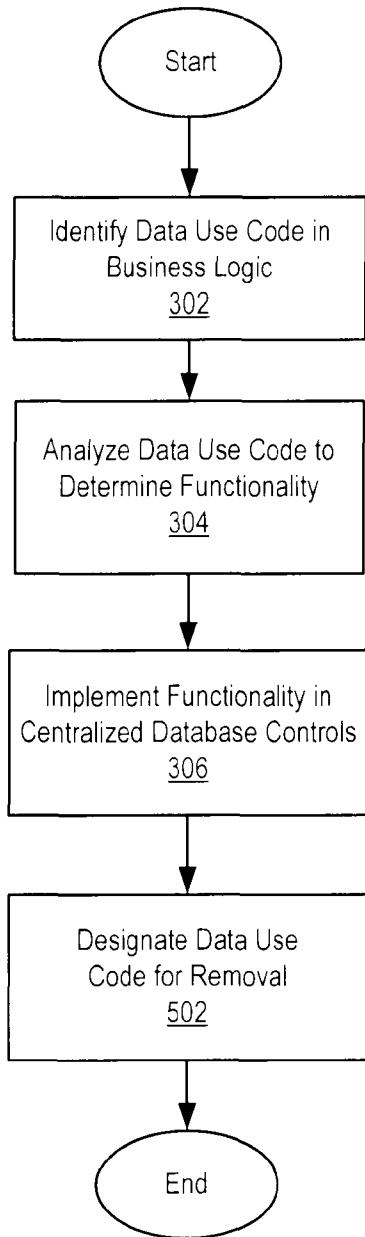 Start
Identify Data Use Code in
Business Logic
302
Analyze Data Use Code to
Determine Functionality
304
Implement Functionality in
Centralized Database Controls
306
Designate Data Use
Code for Removal
502
End